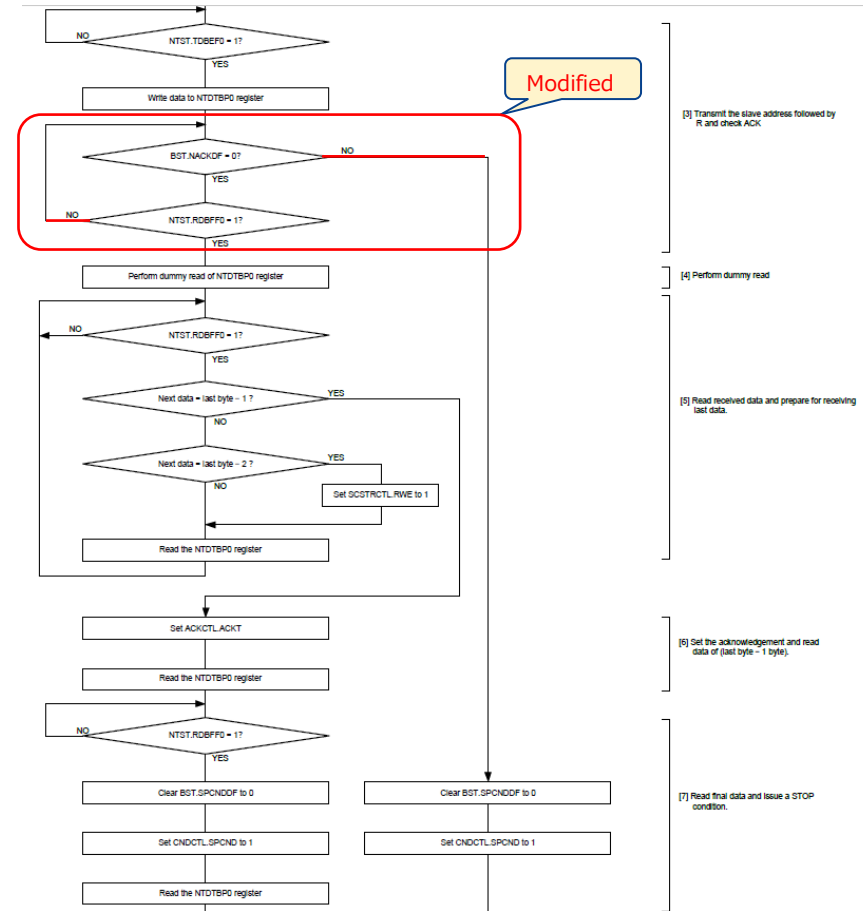 NO
NTST.TDBEF0 = 1?
YES
Write data to NTDTBP0 register
Modified
[3] Transmit the slave address followed by
R and check ACK
BST.NACKDF = 0?
NO
YES
NO
NTST.RDBFF0 = 1?
YES
Perform dummy read of NTDTBP0 register
[4] Perform dummy read
NO
NTST.RDBFF0 = 1?
YES
Next data = last byte – 1 ?
YES
NO
[5] Read received data and prepare for receiving
last data.
Next data = last byte – 2 ?
YES
NO
Set SCSTRCTL.RWE to 1
Read the NTDTBP0 register
Set ACKCTL.ACKT
[6] Set the acknowledgement and read
data of (last byte – 1 byte).
Read the NTDTBP0 register
NO
NTST.RDBFF0 = 1?
YES
Clear BST.SPCNDDF to 0
Clear BST.SPCNDDF to 0
[7] Read final data and issue a STOP
condition.
Set CNDCTL.SPCND to 1
Set CNDCTL.SPCND to 1
Read the NTDTBP0 register